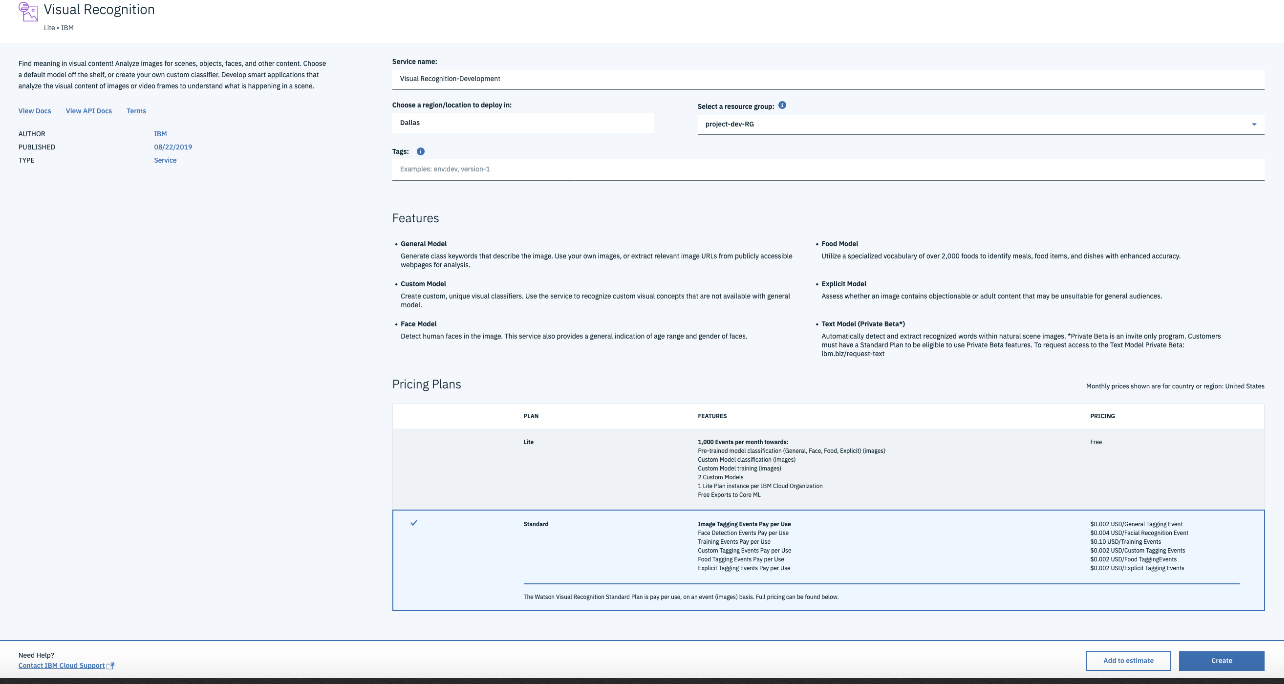 Visual Recognition
Lite • IBM
Find meaning in visual content! Analyze images for scenes, objects, faces, and other content. Choose
a default model off the shelf, or create your own custom classifier. Develop smart applications that
analyze the visual content of images or video frames to understand what is happening in a scene.
View Docs View API Docs Terms
AUTHOR IBM
PUBLISHED 08/22/2019
TYPE Service
Service name:
Visual Recognition-Development
Choose a region/location to deploy in:
Dallas
Select a resource group:
project-dev-RG
Tags:
Examples: env:dev, version-1
Features
• General Model
Generate class keywords that describe the image. Use your own images, or extract relevant image URLs from publicly accessible
webpages for analysis.
• Food Model
Utilize a specialized vocabulary of over 2,000 foods to identify meals, food items, and dishes with enhanced accuracy.
• Custom Model
Create custom, unique visual classifiers. Use the service to recognize custom visual concepts that are not available with general
model.
• Explicit Model
Assess whether an image contains objectionable or adult content that may be unsuitable for general audiences.
• Face Model
Detect human faces in the image. This service also provides a general indication of age range and gender of faces.
• Text Model (Private Beta*)
Automatically detect and extract recognized words within natural scene images. *Private Beta is an invite only program. Customers
must have a Standard Plan to be eligible to use Private Beta features. To request access to the Text Model Private Beta:
ibm.biz/request-text
Pricing Plans
Monthly prices shown are for country or region: United States
PLAN FEATURES PRICING
Lite 1,000 Events per month towards: Free
Pre-trained model classification (General, Face, Food, Explicit) (images)
Custom Model classification (images)
Custom Model training (images)
2 Custom Models
1 Lite Plan instance per IBM Cloud Organization
Free Exports to Core ML
Standard Image Tagging Events Pay per Use $0.002 USD/General Tagging Event
Face Detection Events Pay per Use $0.004 USD/Facial Recognition Event
Training Events Pay per Use $0.10 USD/Training Events
Custom Tagging Events Pay per Use $0.002 USD/Custom Tagging Events
Food Tagging Events Pay per Use $0.002 USD/Food TaggingEvents
Explicit Tagging Events Pay per Use $0.002 USD/Explicit Tagging Events
The Watson Visual Recognition Standard Plan is pay per use, on an event (images) basis. Full pricing can be found below.
Need Help?
Contact IBM Cloud Support
Add to estimate
Create